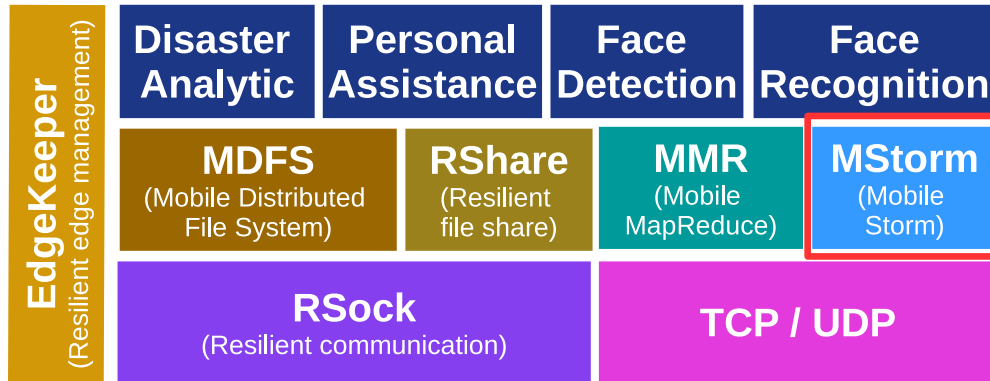 EdgeKeeper
(Resilient edge management)
Disaster
Analytic
Personal
Assistance
Face
Detection
Face
Recognition
MDFS
(Mobile Distributed
File System)
RShare
(Resilient
file share)
MMR
(Mobile
MapReduce)
MStorm
(Mobile
Storm)
RSock
(Resilient communication)
TCP / UDP